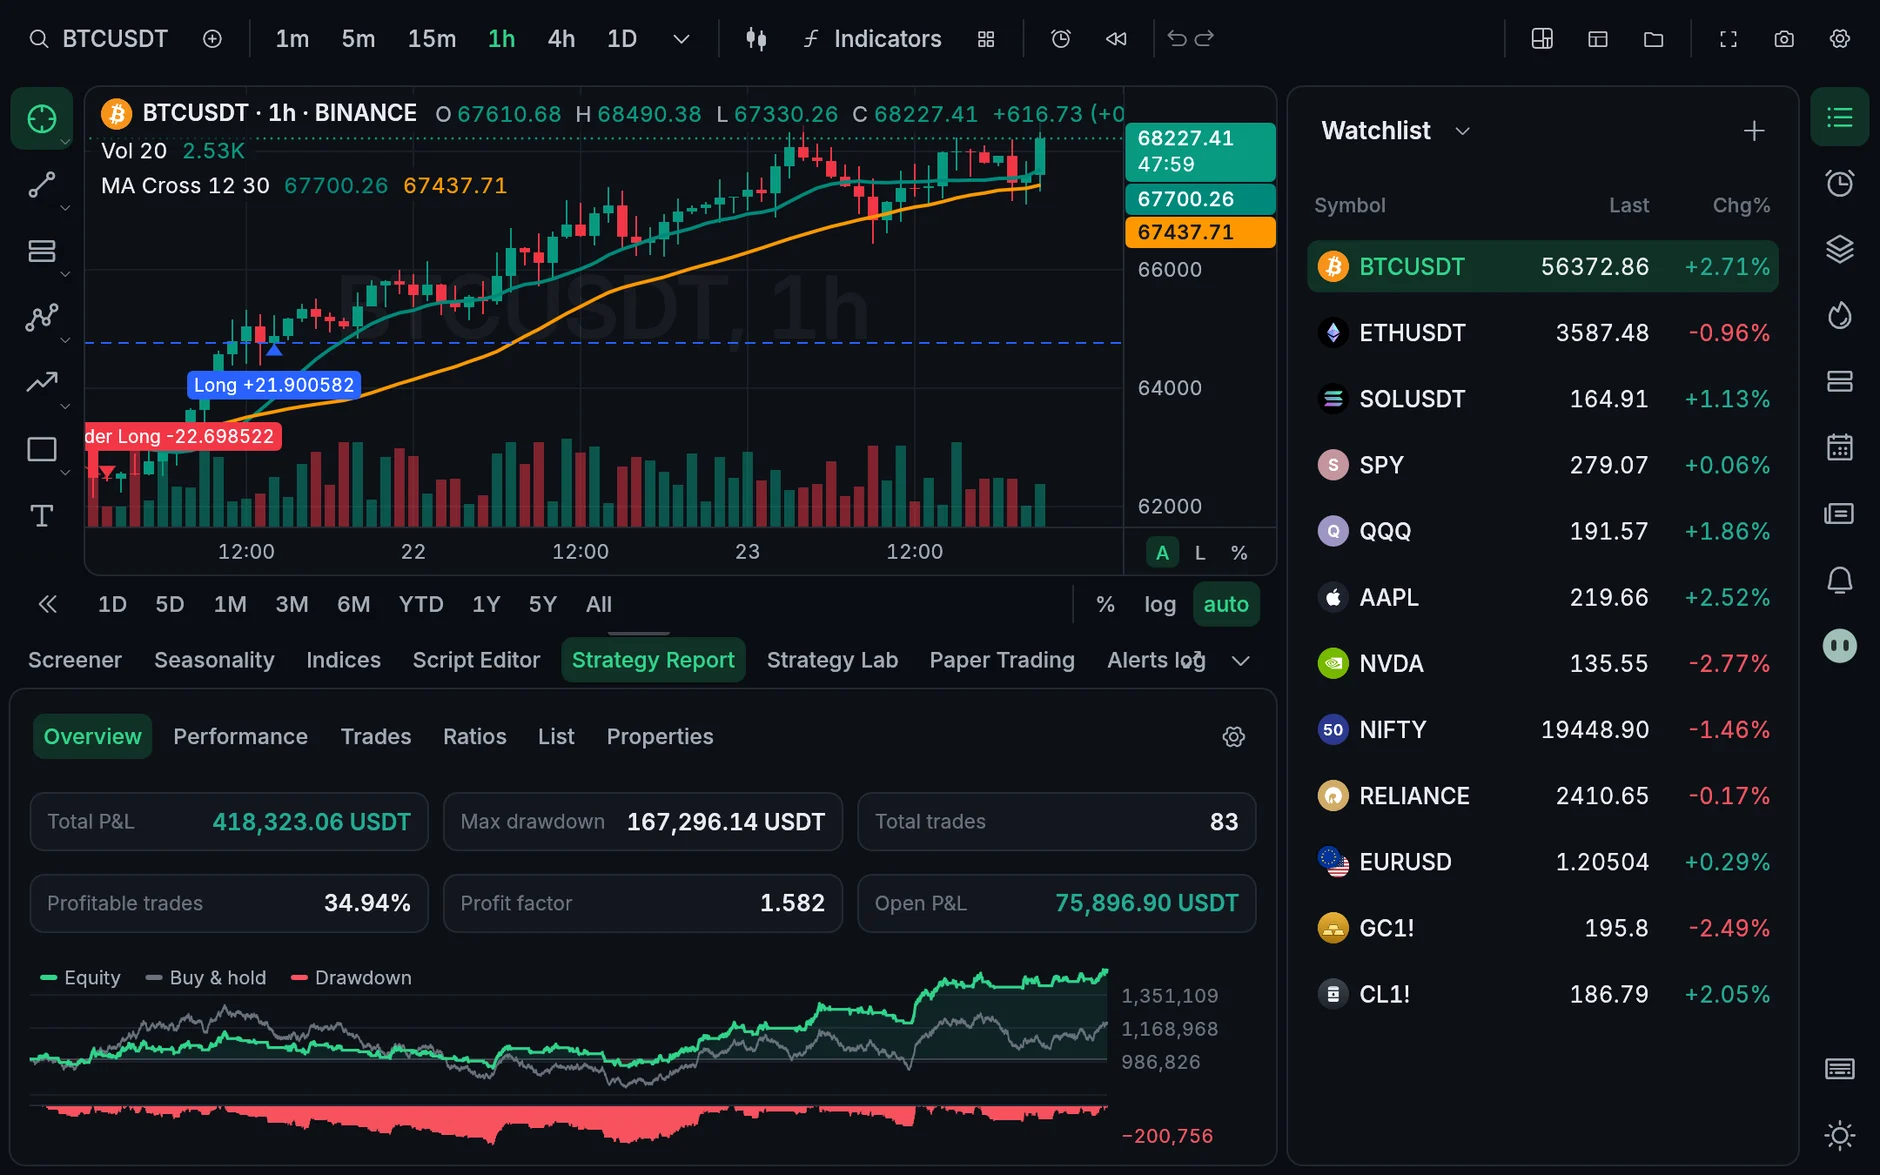 BTCUSDT 1m 5m 15m 1h 4h 1D Indicators
BTCUSDT · 1h · BINANCE O 67610.68 H 68490.38 L 67330.26 C 68227.41 +616.73 (+0
Vol 20 2.53K
MA Cross 12 30 67700.26 67437.71
68227.41
47:59
67700.26
67437.71
66000
64000
62000
BTCUSDT, 1h
Long +21.900582
der Long -22.698522
12:00 22 12:00 23 12:00
A L %
1D 5D 1M 3M 6M YTD 1Y 5Y All % log auto
Screener Seasonality Indices Script Editor Strategy Report Strategy Lab Paper Trading Alerts log
Overview Performance Trades Ratios List Properties
Total P&L 418,323.06 USDT Max drawdown 167,296.14 USDT Total trades 83
Profitable trades 34.94% Profit factor 1.582 Open P&L 75,896.90 USDT
Equity Buy & hold Drawdown
1,351,109
1,168,968
986,826
−200,756
Watchlist
Symbol Last Chg%
BTCUSDT 56372.86 +2.71%
ETHUSDT 3587.48 -0.96%
SOLUSDT 164.91 +1.13%
S SPY 279.07 +0.06%
Q QQQ 191.57 +1.86%
AAPL 219.66 +2.52%
NVDA 135.55 -2.77%
50 NIFTY 19448.90 -1.46%
RELIANCE 2410.65 -0.17%
EURUSD 1.20504 +0.29%
GC1! 195.8 -2.49%
CL1! 186.79 +2.05%